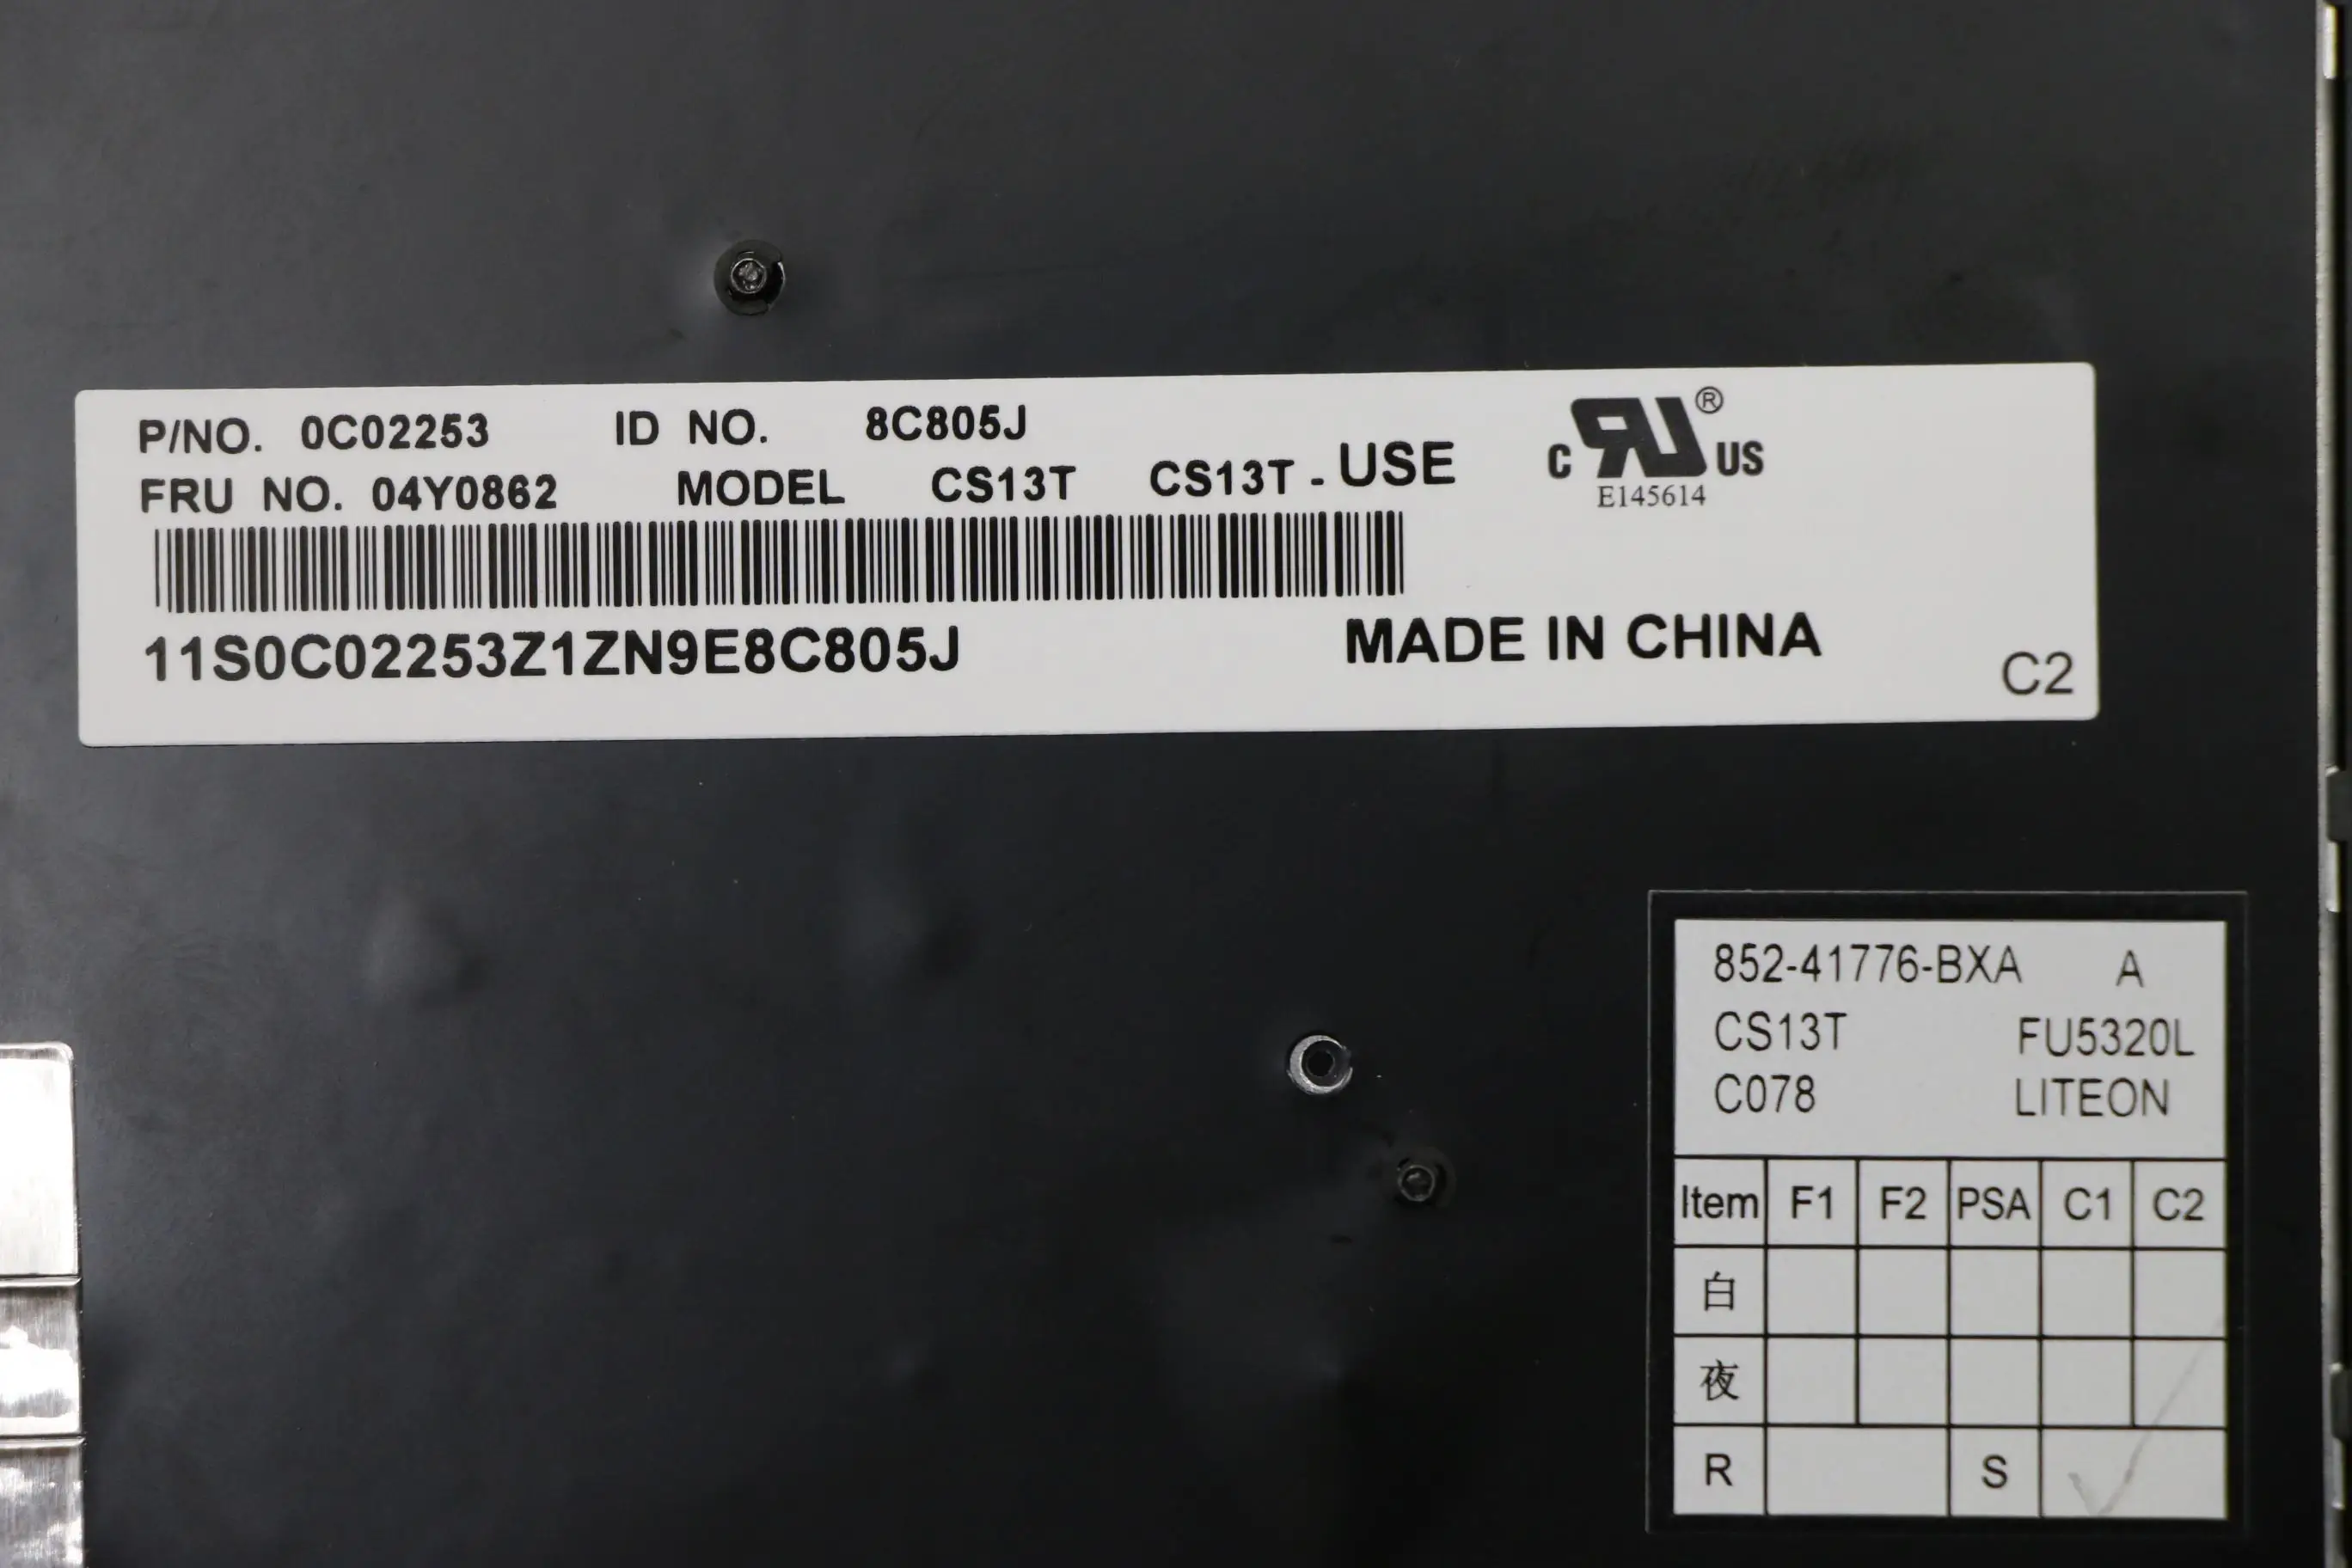 P/NO. 0C02253 ID NO. 8C805J
FRU NO. 04Y0862 MODEL CS13T CS13T - USE
c RU ® US
E145614
11S0C02253Z1ZN9E8C805J
MADE IN CHINA
C2
852-41776-BXA A
CS13T FU5320L
C078 LITEON
Item F1 F2 PSA C1 C2
白
夜
R S